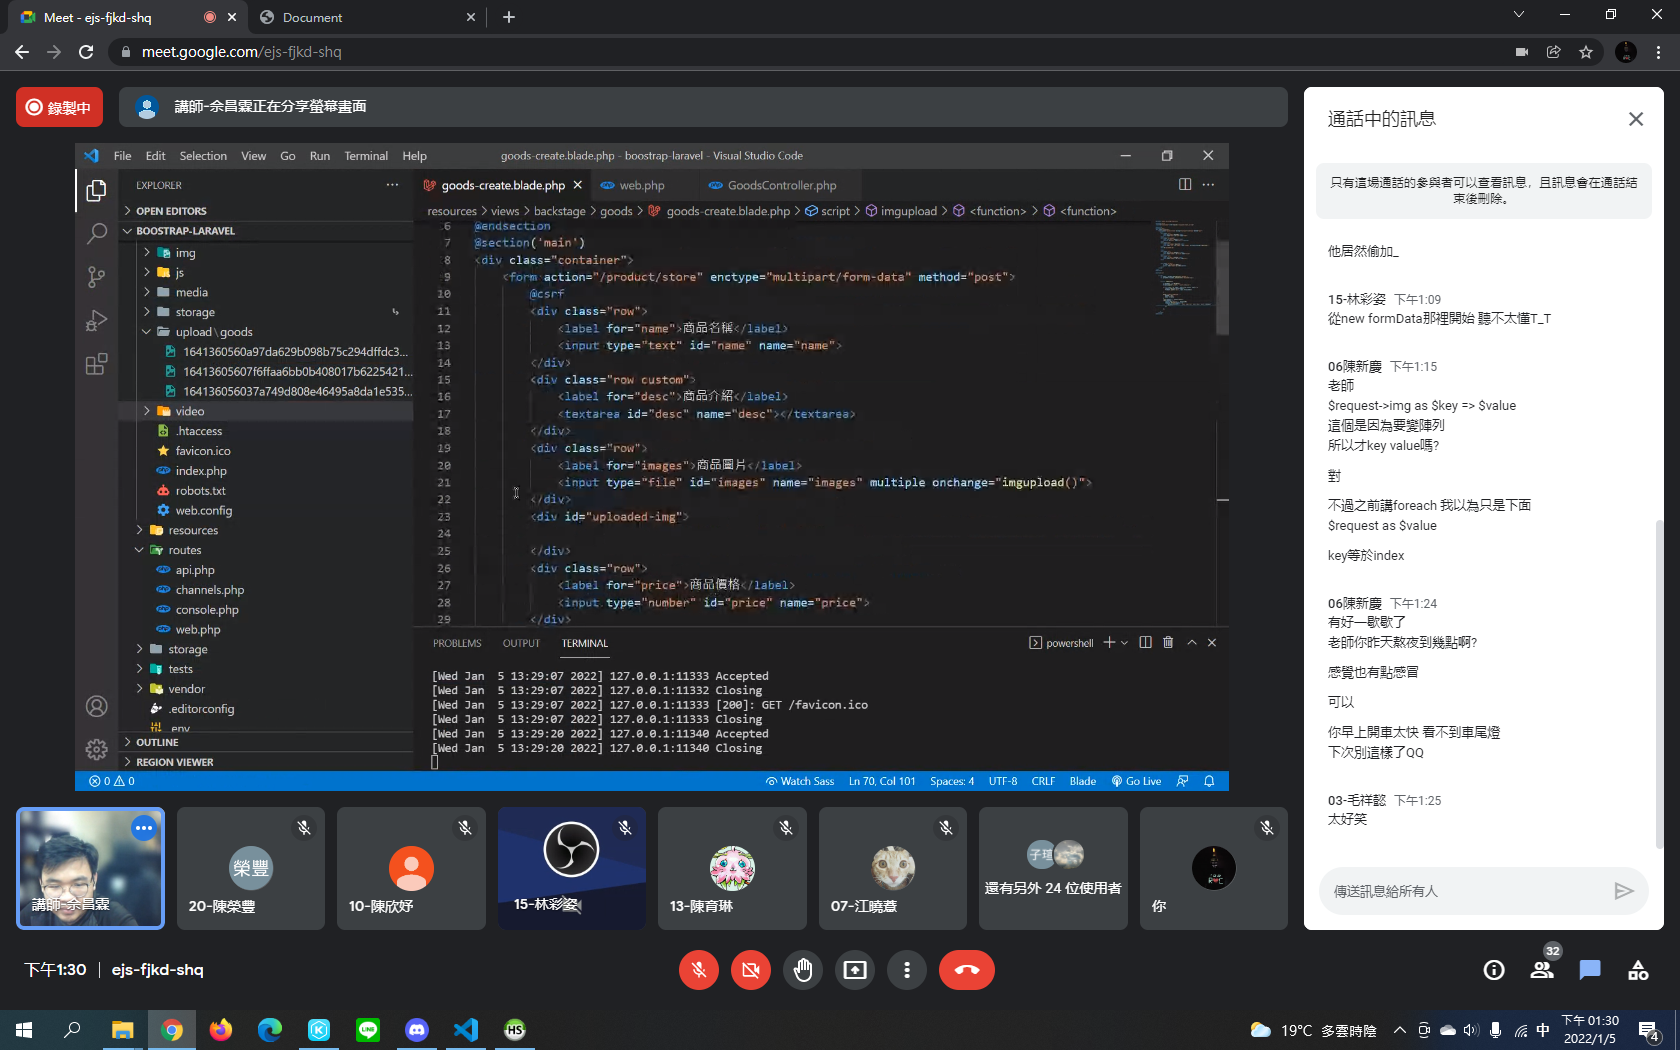 Meet - ejs-fjkd-shq
Document
meet.google.com/ejs-fjkd-shq
錄製中
講師-余昌霖正在分享螢幕畫面
File Edit Selection View Go Run Terminal Help
goods-create.blade.php - boostrap-laravel - Visual Studio Code
EXPLORER
OPEN EDITORS
BOOSTRAP-LARAVEL
img
js
media
storage
upload\goods
1641360560a97da629b098b75c294dffdc3...
1641360560​7f6ffaa6bb0b408017b6225421...
164136056037a749d808e46495a8da1e535...
video
.htaccess
favicon.ico
index.php
robots.txt
web.config
resources
routes
api.php
channels.php
console.php
web.php
storage
tests
vendor
.editorconfig
.env
OUTLINE
REGION VIEWER
goods-create.blade.php
web.php
GoodsController.php
resources > views > backstage > goods > goods-create.blade.php > script > imgupload > <function> > <function>
6 @endsection
7 @section('main')
8 <div class="container">
9 <form action="/product/store" enctype="multipart/form-data" method="post">
10 @csrf
11 <div class="row">
12 <label for="name">商品名稱</label>
13 <input type="text" id="name" name="name">
14 </div>
15 <div class="row custom">
16 <label for="desc">商品介紹</label>
17 <textarea id="desc" name="desc"></textarea>
18 </div>
19 <div class="row">
20 <label for="images">商品圖片</label>
21 <input type="file" id="images" name="images" multiple onchange="imgupload()">
22 </div>
23 <div id="uploaded-img">
24
25 </div>
26 <div class="row">
27 <label for="price">商品價格</label>
28 <input type="number" id="price" name="price">
29 </div>
PROBLEMS OUTPUT TERMINAL
powershell
[Wed Jan  5 13:29:07 2022] 127.0.0.1:11333 Accepted
[Wed Jan  5 13:29:07 2022] 127.0.0.1:11332 Closing
[Wed Jan  5 13:29:07 2022] 127.0.0.1:11333 [200]: GET /favicon.ico
[Wed Jan  5 13:29:07 2022] 127.0.0.1:11333 Closing
[Wed Jan  5 13:29:20 2022] 127.0.0.1:11340 Accepted
[Wed Jan  5 13:29:20 2022] 127.0.0.1:11340 Closing
0 0
Watch Sass Ln 70, Col 101 Spaces: 4 UTF-8 CRLF Blade Go Live
通話中的訊息
只有這場通話的參與者可以查看訊息，且訊息會在通話結
束後刪除。
他居然偷加_
15-林彩姿 下午1:09
從new formData那裡開始 聽不太懂T_T
06陳新慶 下午1:15
老師
$request->img as $key => $value
這個是因為要變陣列
所以才key value嗎?
對
不過之前講foreach 我以為只是下面
$request as $value
key等於index
06陳新慶 下午1:24
有好一歇歇了
老師你昨天熬夜到幾點啊?
感覺也有點感冒
可以
你早上開車太快 看不到車尾燈
下次別這樣了QQ
03-毛祥懿 下午1:25
太好笑
傳送訊息給所有人
講師-余昌霖
榮豐
20-陳榮豐
10-陳欣妤
15-林彩姿
13-陳育琳
07-江曉薏
子瑄
還有另外 24 位使用者
你
下午1:30 | ejs-fjkd-shq
32
19°C 多雲時陰
中
下午 01:30
2022/1/5
4